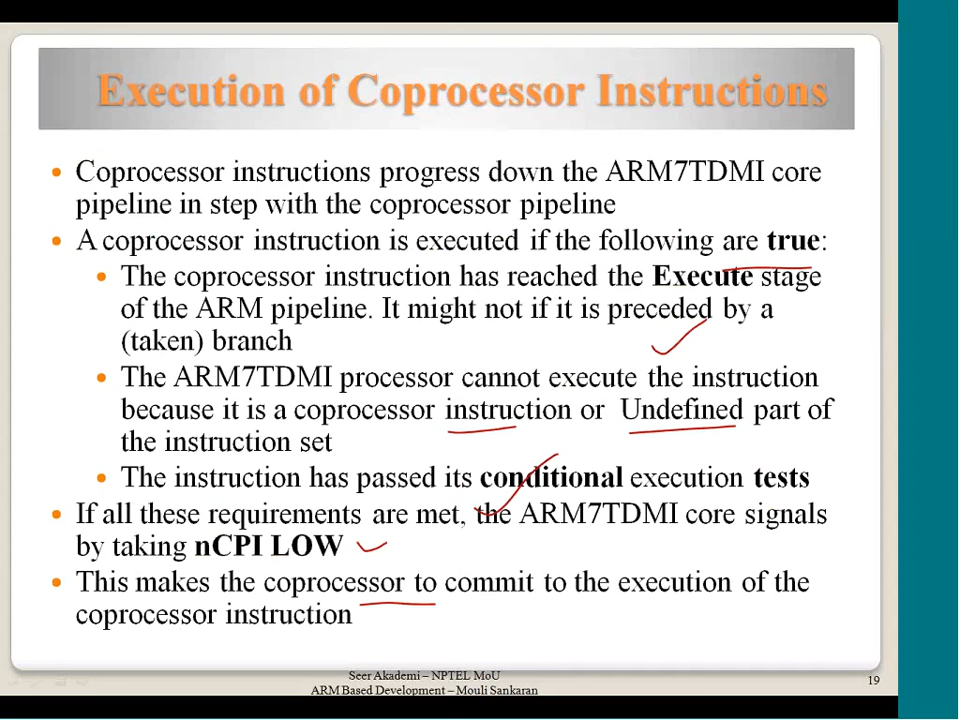 Execution of Coprocessor Instructions
• Coprocessor instructions progress down the ARM7TDMI core
pipeline in step with the coprocessor pipeline
• A coprocessor instruction is executed if the following are true:
• The coprocessor instruction has reached the Execute stage
of the ARM pipeline. It might not if it is preceded by a
(taken) branch
• The ARM7TDMI processor cannot execute the instruction
because it is a coprocessor instruction or Undefined part of
the instruction set
• The instruction has passed its conditional execution tests
• If all these requirements are met, the ARM7TDMI core signals
by taking nCPI LOW
• This makes the coprocessor to commit to the execution of the
coprocessor instruction
Seer Akademi – NPTEL MoU
ARM Based Development – Mouli Sankaran
19